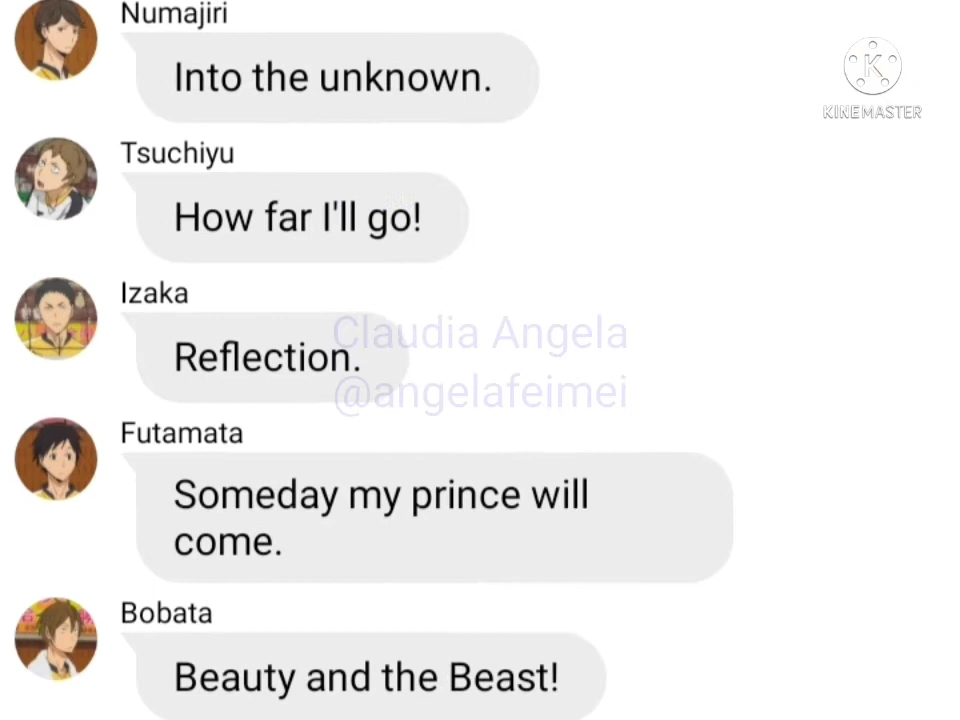 Numajiri
Into the unknown.
K
KINEMASTER
Tsuchiyu
How far I'll go!
Izaka
Reflection.
Claudia Angela
@angelafeimei
Futamata
Someday my prince will
come.
Bobata
Beauty and the Beast!